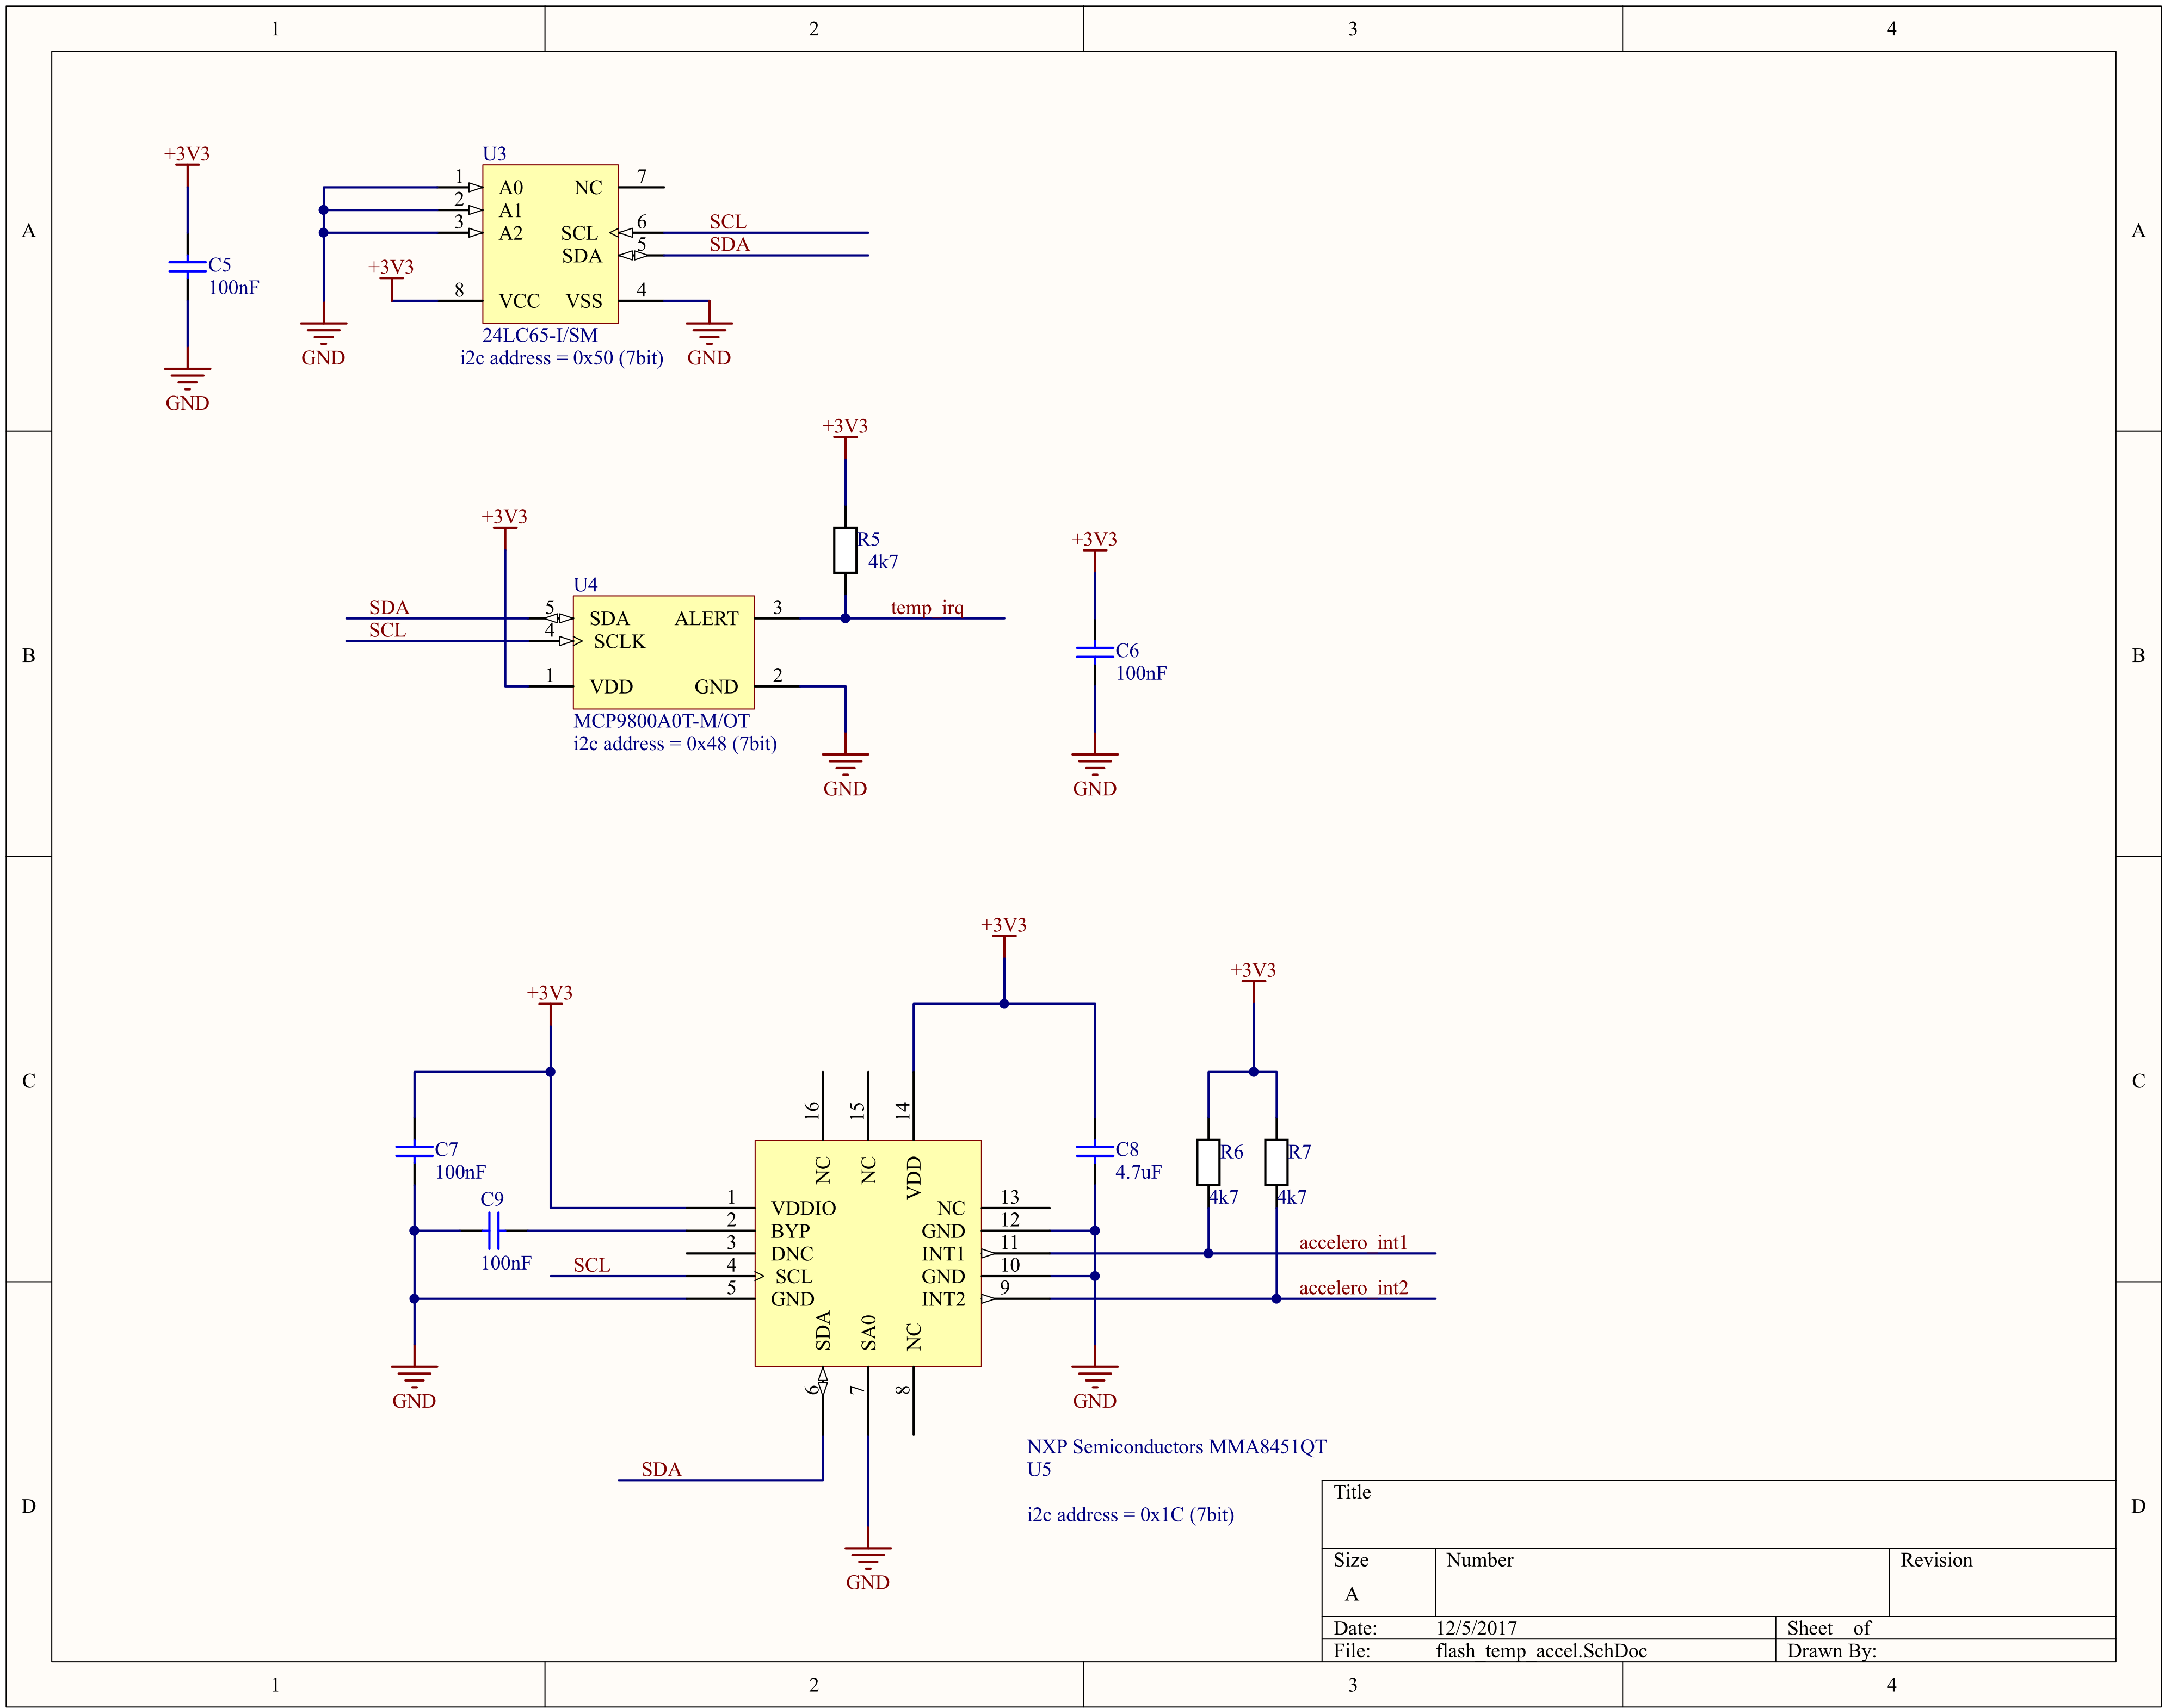 1 2 3 4
A A
B B
C C
D D
+3V3
C5
100nF
GND
U3
1 A0 NC 7
2 A1
3 A2 SCL 6 SCL
SDA 5 SDA
+3V3
8 VCC VSS 4
24LC65-I/SM
i2c address = 0x50 (7bit)
GND
GND
+3V3
R5
4k7
+3V3
U4
SDA 5 SDA ALERT 3 temp_irq
SCL 4 SCLK
1 VDD GND 2
MCP9800A0T-M/OT
i2c address = 0x48 (7bit)
GND
+3V3
C6
100nF
GND
+3V3
+3V3
+3V3
C7
100nF
C9
100nF
16 15 14
NC NC VDD
C8
4.7uF
R6
4k7
R7
4k7
1 VDDIO NC 13
2 BYP GND 12
3 DNC INT1 11 accelero_int1
SCL 4 SCL GND 10
5 GND INT2 9 accelero_int2
SDA SA0 NC
6 7 8
GND
GND
SDA
GND
NXP Semiconductors MMA8451QT
U5
i2c address = 0x1C (7bit)
Title
Size Number Revision
A
Date: 12/5/2017 Sheet of
File: flash_temp_accel.SchDoc Drawn By:
1 2 3 4